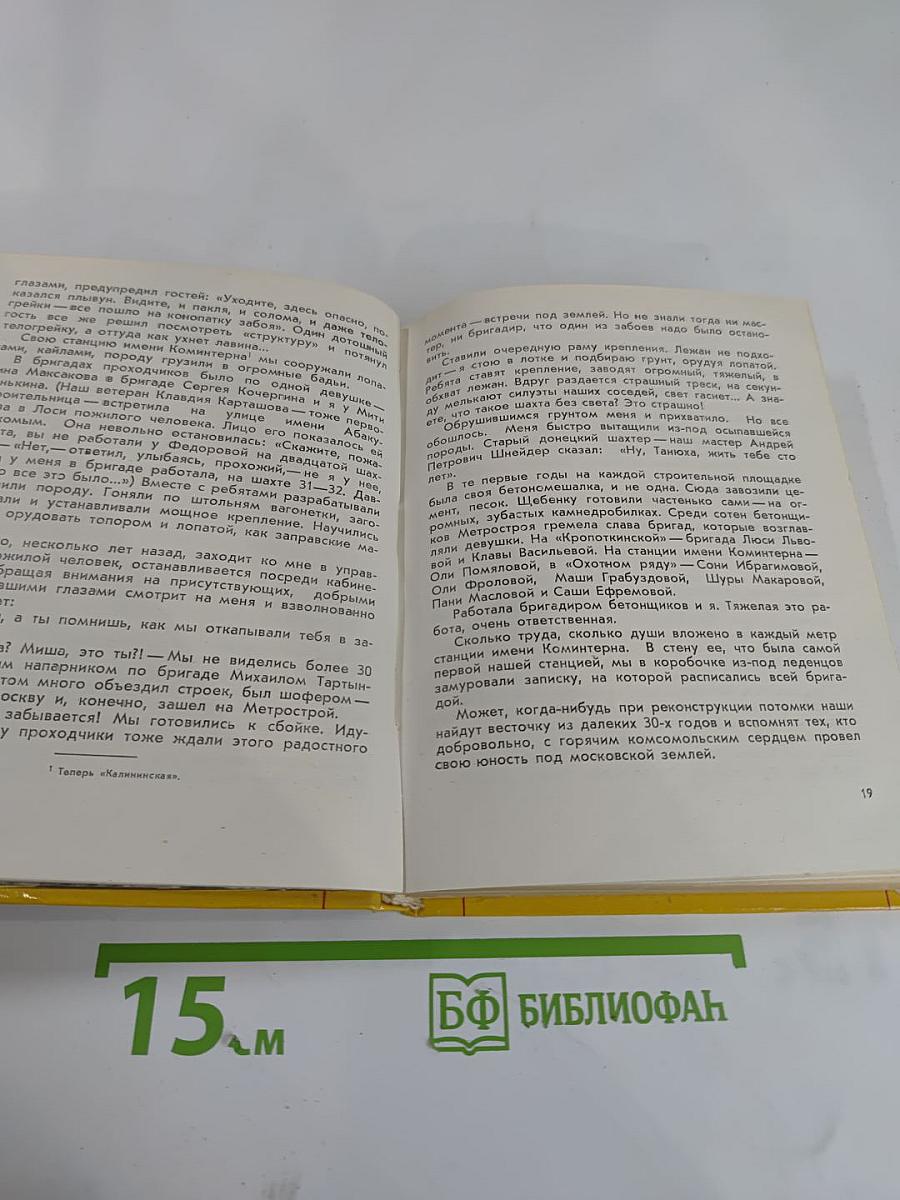 глазами, предупредил гостей: «Уходите, здесь опасно, по-
казался плывун. Видите, и пакля, и солома, и даже тело-
грейки — все пошло на конопатку забоя». Один дотошный
гость все же решил посмотреть «структуру» и потянул
телогрейку, а оттуда как ухнет лавина...
Свою станцию имени Коминтерна¹ мы сооружали лопа-
ами, кайлами, породу грузили в огромные бадьи.
В бригадах проходчиков было по одной девушке —
ина Максакова в бригаде Сергея Кочергина и я у Мити
нькина. (Наш ветеран Клавдия Карташова — тоже перво-
роительница — встретила на улице имени Абаку-
ва в Лоси пожилого человека. Лицо его показалось ей
комым. Она невольно остановилась: «Скажите, пожа-
та, вы не работали у Федоровой на двадцатой шах-
— «Нет, — ответил, улыбаясь, прохожий, — не я у нее,
у меня в бригаде работала, на шахте 31—32. Дав-
о все это было...») Вместе с ребятами разрабатывали
или породу. Гоняли по штольням вагонетки, заго-
али и устанавливали мощное крепление. Научились
орудовать топором и лопатой, как заправские ма-
о, несколько лет назад, заходит ко мне в управ-
ожилой человек, останавливается посреди кабине-
бращая внимания на присутствующих, добрыми
вшими глазами смотрит на меня и взволнованно
ет:
, а ты помнишь, как мы откапывали тебя в за-
а? Миша, это ты?! — Мы не виделись более 30
им напарником по бригаде Михаилом Тартын-
том много объездил строек, был шофером —
оскву и, конечно, зашел на Метрострой.
забывается! Мы готовились к сбойке. Иду-
у проходчики тоже ждали этого радостного
¹ Теперь «Калининская».
момента — встречи под землей. Но не знали тогда ни мас-
тер, ни бригадир, что один из забоев надо было остано-
вить.
Ставили очередную раму крепления. Лежан не подхо-
дит — я стою в лотке и подбираю грунт, орудуя лопатой.
Ребята ставят крепление, заводят огромный, тяжелый, в
обхват лежан. Вдруг раздается страшный треск, на секун-
ду мелькают силуэты наших соседей, свет гаснет... А зна-
ете, что такое шахта без света! Это страшно!
Обрушившимся грунтом меня и прихватило. Но все
обошлось. Меня быстро вытащили из-под осыпавшейся
породы. Старый донецкий шахтер — наш мастер Андрей
Петрович Шнейдер сказал: «Ну, Танюха, жить тебе сто
лет».
В те первые годы на каждой строительной площадке
была своя бетономешалка, и не одна. Сюда завозили це-
мент, песок. Щебенку готовили частенько сами — на ог-
ромных, зубастых камнедробилках. Среди сотен бетонщи-
ков Метростроя гремела слава бригад, которые возглав-
ляли девушки. На «Кропоткинской» — бригада Люси Льво-
вой и Клавы Васильевой. На станции имени Коминтерна —
Оли Помяловой, в «Охотном ряду» — Сони Ибрагимовой,
Оли Фроловой, Маши Грабуздовой, Шуры Макаровой,
Пани Масловой и Саши Ефремовой.
Работала бригадиром бетонщиков и я. Тяжелая это ра-
бота, очень ответственная.
Сколько труда, сколько души вложено в каждый метр
станции имени Коминтерна. В стену ее, что была самой
первой нашей станцией, мы в коробочке из-под леденцов
замуровали записку, на которой расписались всей брига-
дой.
Может, когда-нибудь при реконструкции потомки наши
найдут весточку из далеких 30-х годов и вспомнят тех, кто
добровольно, с горячим комсомольским сердцем провел
свою юность под московской землей.
19
15 см
БФ БИБЛИОФАН